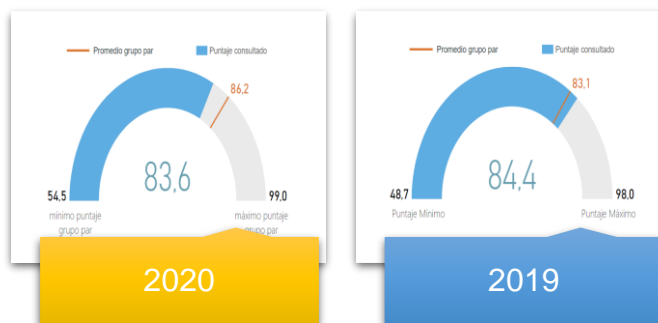 Promedio grupo par
Puntaje consultado
86,2
83,6
54,5
99,0
mínimo puntaje
grupo par
máximo puntaje
grupo par
2020
Promedio grupo par
Puntaje consultado
83,1
84,4
48,7
98,0
Puntaje Mínimo
Puntaje Máximo
2019